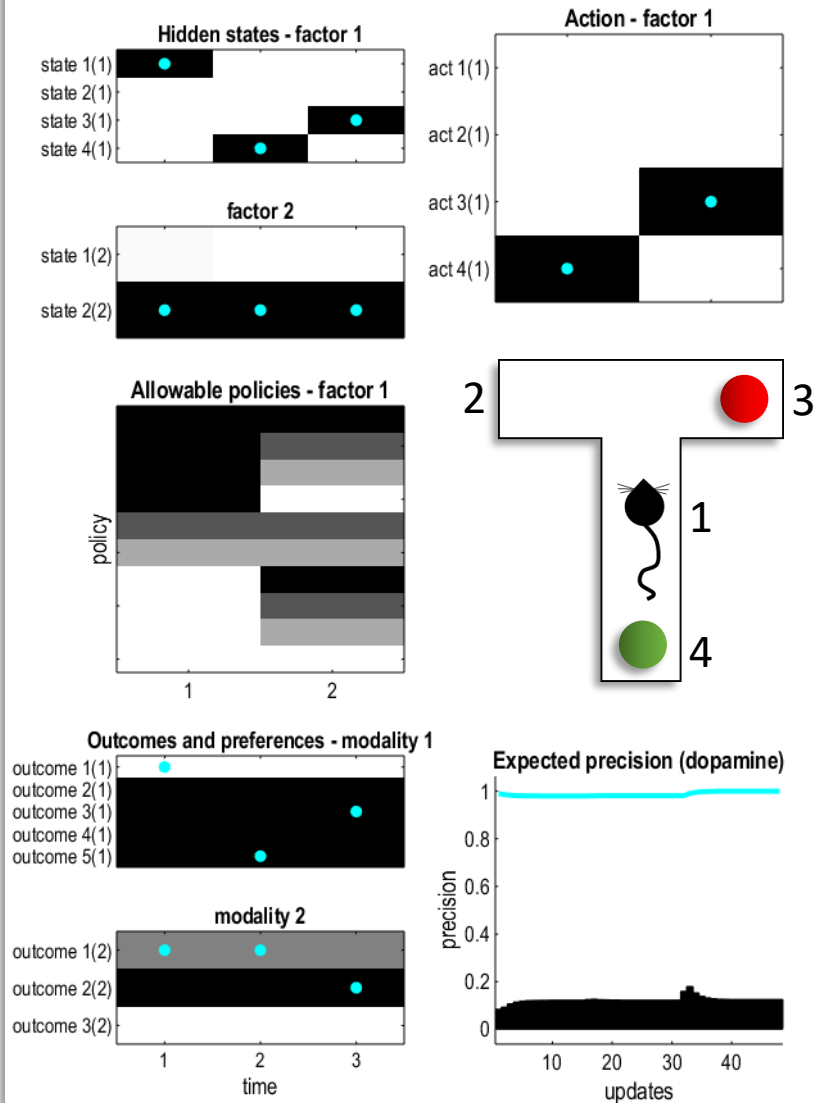 Hidden states - factor 1
state 1(1)
state 2(1)
state 3(1)
state 4(1)
factor 2
state 1(2)
state 2(2)
Allowable policies - factor 1
policy
1 2
Outcomes and preferences - modality 1
outcome 1(1)
outcome 2(1)
outcome 3(1)
outcome 4(1)
outcome 5(1)
modality 2
outcome 1(2)
outcome 2(2)
outcome 3(2)
1 2 3
time
Action - factor 1
act 1(1)
act 2(1)
act 3(1)
act 4(1)
2 3
1
4
Expected precision (dopamine)
precision
1
0.8
0.6
0.4
0.2
0
10 20 30 40
updates